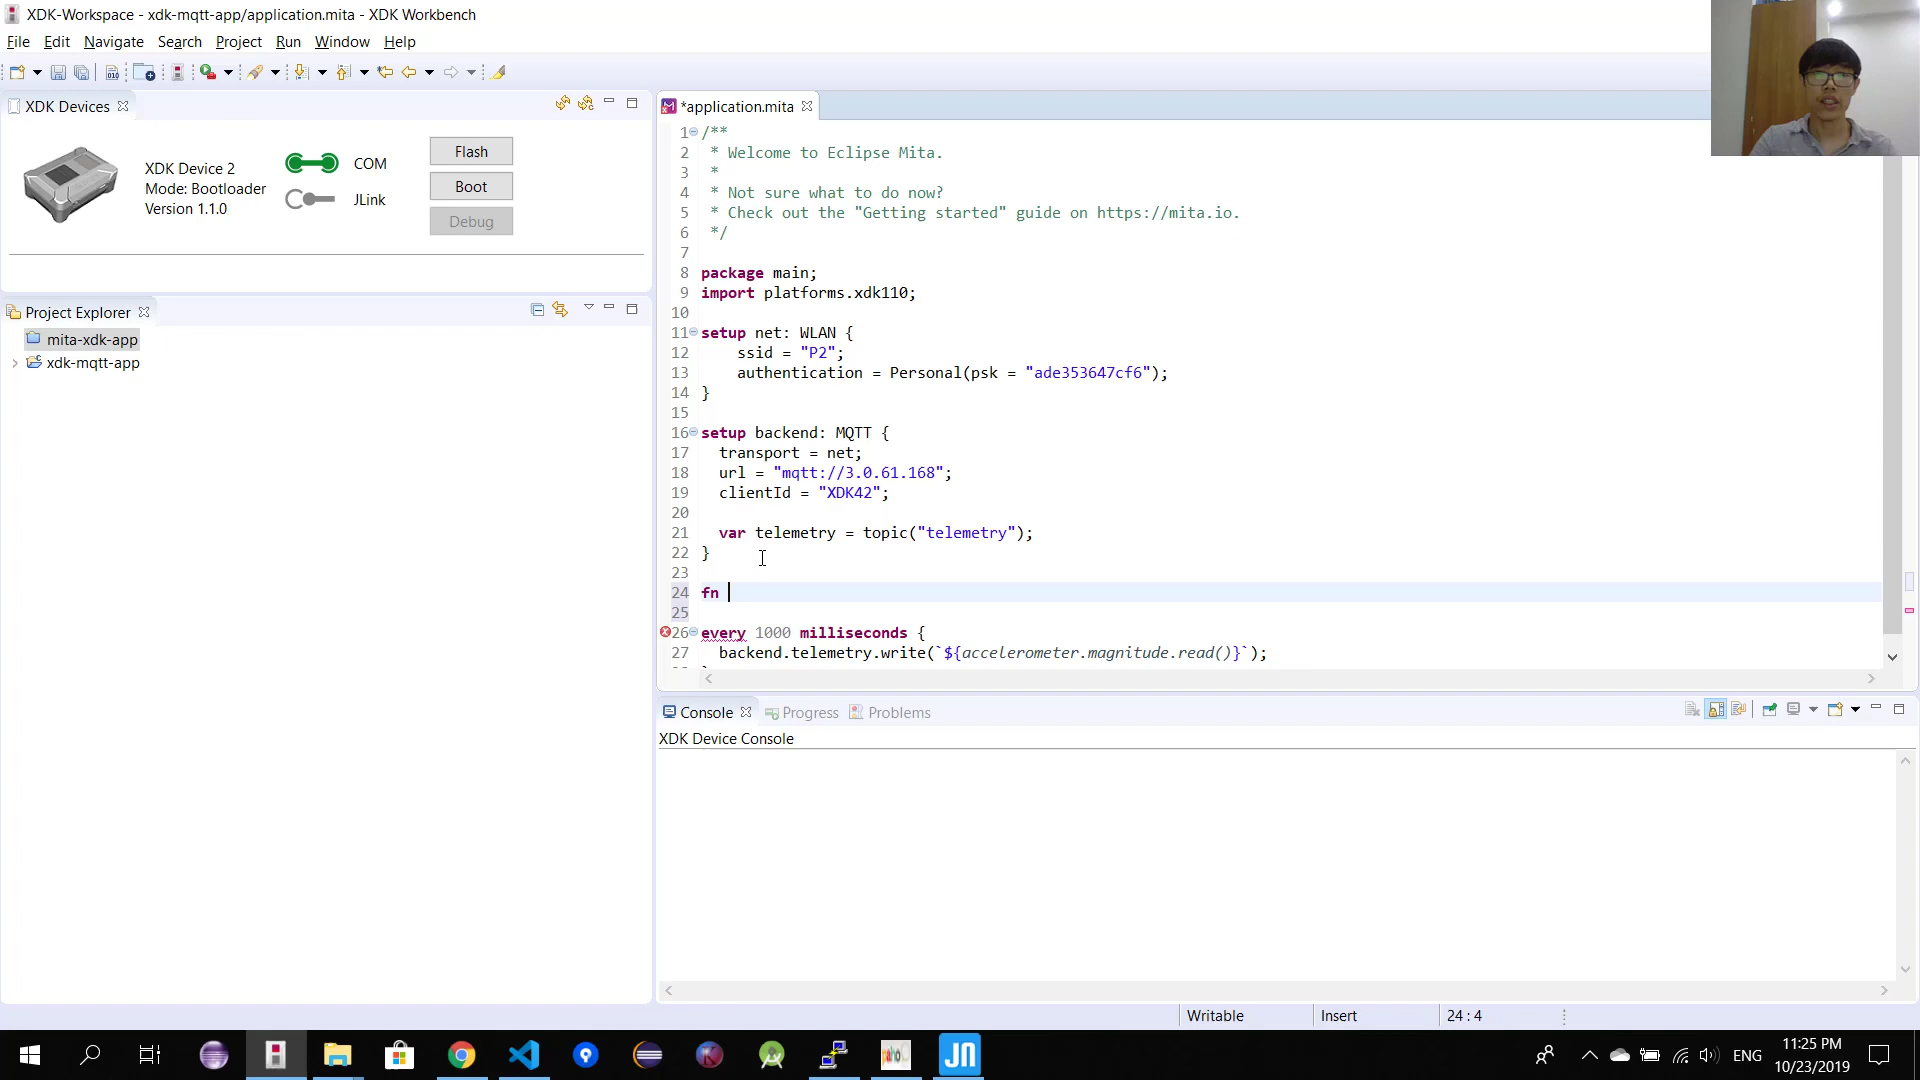 XDK-Workspace - xdk-mqtt-app/application.mita - XDK Workbench
File Edit Navigate Search Project Run Window Help
XDK Devices
XDK Device 2
Mode: Bootloader
Version 1.1.0
COM
JLink
Flash
Boot
Debug
Project Explorer
mita-xdk-app
xdk-mqtt-app
*application.mita
1 /**
2 * Welcome to Eclipse Mita.
3 *
4 * Not sure what to do now?
5 * Check out the "Getting started" guide on https://mita.io.
6 */
7
8 package main;
9 import platforms.xdk110;
10
11 setup net: WLAN {
12 ssid = "P2";
13 authentication = Personal(psk = "ade353647cf6");
14 }
15
16 setup backend: MQTT {
17 transport = net;
18 url = "mqtt://3.0.61.168";
19 clientId = "XDK42";
20
21 var telemetry = topic("telemetry");
22 }
23
24 fn
25
26 every 1000 milliseconds {
27 backend.telemetry.write(`${accelerometer.magnitude.read()}`);
Console Progress Problems
XDK Device Console
Writable Insert 24 : 4
paho
JN
ENG
11:25 PM
10/23/2019